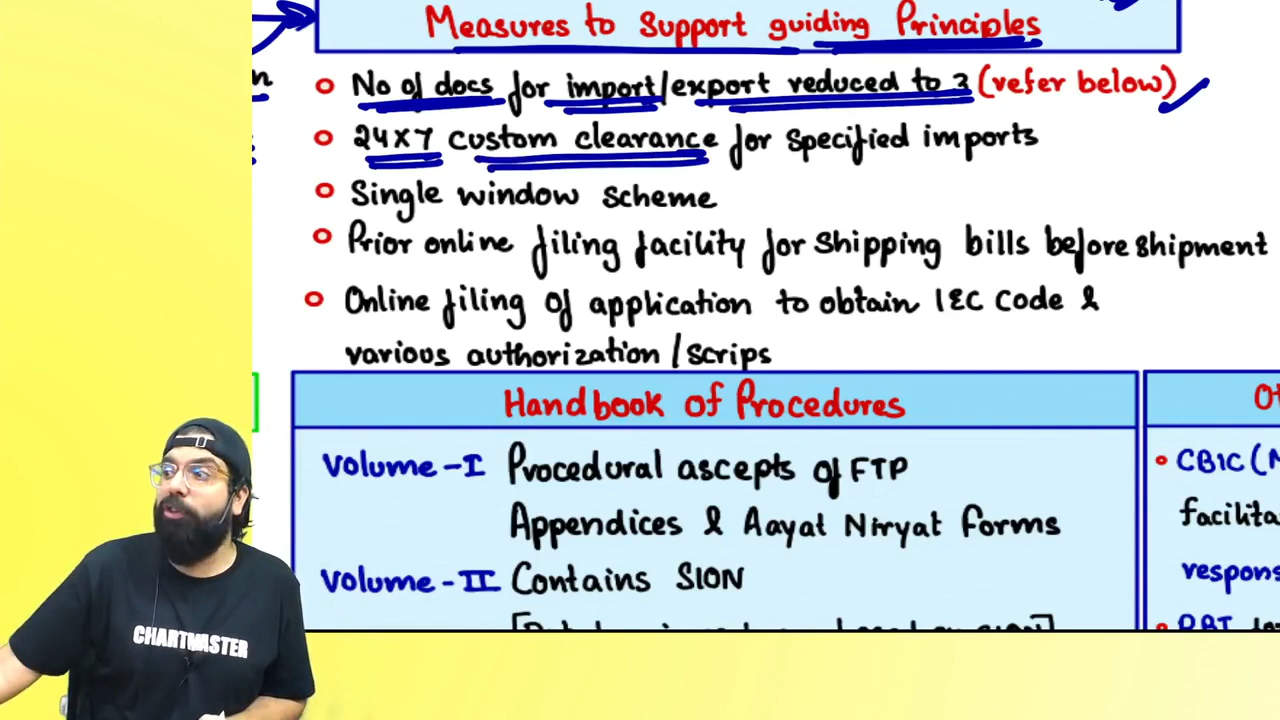 Measures to Support guiding Principles
No of docs for import/export reduced to 3 (refer below)
24x7 custom clearance for specified imports
Single window scheme
Prior online filing facility for shipping bills before shipment
Online filing of application to obtain IEC Code &
various authorization / scrips
Handbook of Procedures
Volume-I Procedural ascepts of FTP
Appendices & Aayat Niryat Forms
Volume-II Contains SION
CBIC (
facilita
respons
RBI
CHARTMASTER